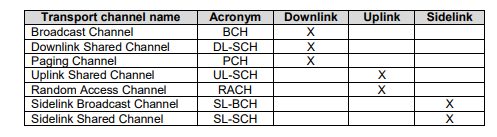 Transport channel name Acronym Downlink Uplink Sidelink
Broadcast Channel BCH X
Downlink Shared Channel DL-SCH X
Paging Channel PCH X
Uplink Shared Channel UL-SCH X
Random Access Channel RACH X
Sidelink Broadcast Channel SL-BCH X
Sidelink Shared Channel SL-SCH X